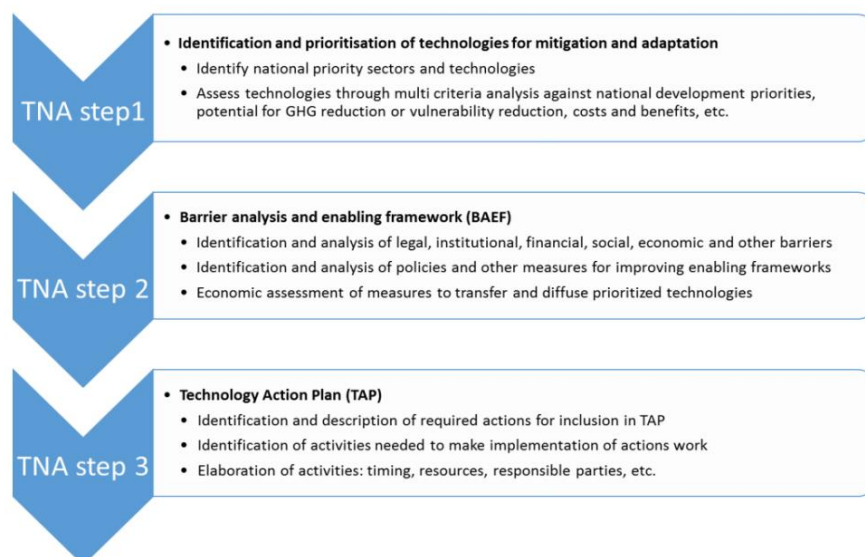 TNA step1
• Identification and prioritisation of technologies for mitigation and adaptation
• Identify national priority sectors and technologies
• Assess technologies through multi criteria analysis against national development priorities,
potential for GHG reduction or vulnerability reduction, costs and benefits, etc.
TNA step 2
• Barrier analysis and enabling framework (BAEF)
• Identification and analysis of legal, institutional, financial, social, economic and other barriers
• Identification and analysis of policies and other measures for improving enabling frameworks
• Economic assessment of measures to transfer and diffuse prioritized technologies
TNA step 3
• Technology Action Plan (TAP)
• Identification and description of required actions for inclusion in TAP
• Identification of activities needed to make implementation of actions work
• Elaboration of activities: timing, resources, responsible parties, etc.